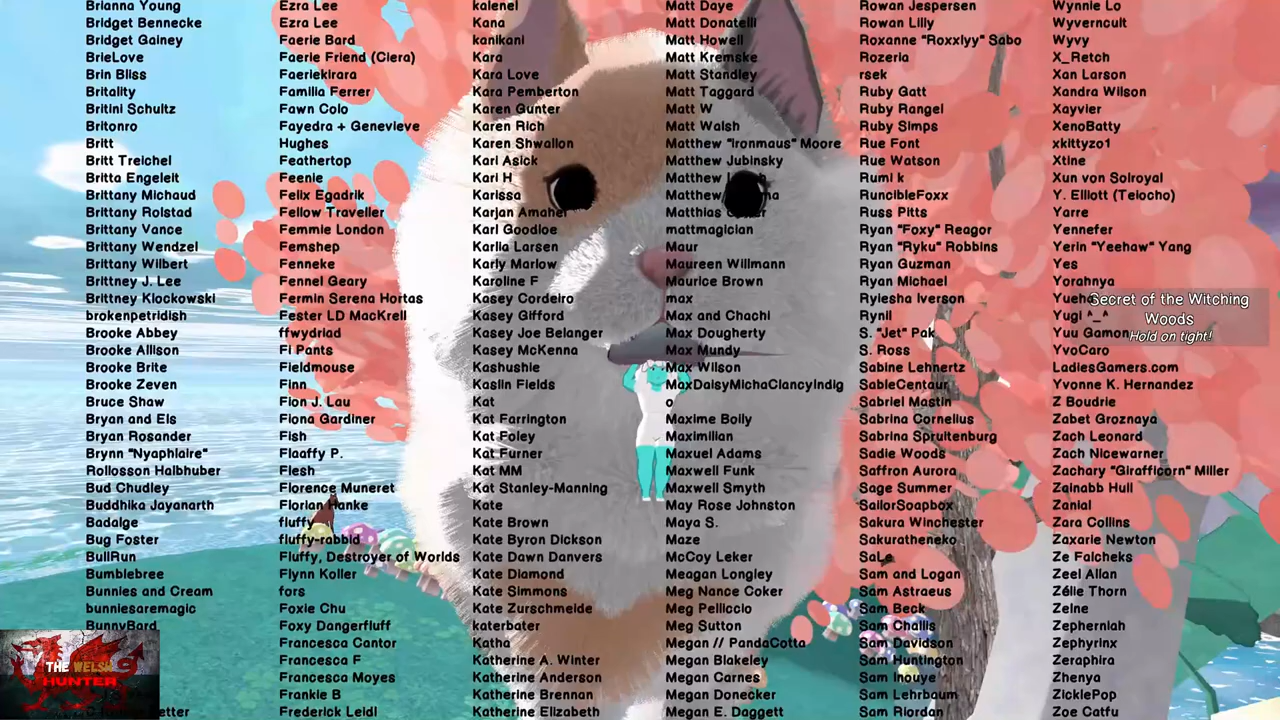 Brianna Young
Bridget Bennecke
Bridget Gainey
BrieLove
Brin Bliss
Britality
Britini Schultz
Britonro
Britt
Britt Treichel
Britta Engeleit
Brittany Michaud
Brittany Rolstad
Brittany Vance
Brittany Wendzel
Brittany Wilbert
Brittney J. Lee
Brittney Klockowski
brokenpetridish
Brooke Abbey
Brooke Allison
Brooke Brite
Brooke Zeven
Bruce Shaw
Bryan and Els
Bryan Rosander
Brynn "Nyaphlaire"
Rollosson Halbhuber
Bud Chudley
Buddhika Jayanarth
Badalge
Bug Foster
BullRun
Bumblebree
Bunnies and Cream
bunniesaremagic
BunnyBard
Ezra Lee
Ezra Lee
Faerie Bard
Faerie Friend (Ciera)
Faeriekirara
Familia Ferrer
Fawn Colo
Fayedra + Genevieve
Hughes
Feathertop
Feenie
Felix Egadrik
Fellow Traveller
Femmie London
Femshep
Fenneke
Fennel Geary
Fermin Serena Hortas
Fester LD MacKrell
ffwydriad
Fi Pants
Fieldmouse
Finn
Fion J. Lau
Fiona Gardiner
Fish
Flaaffy P.
Flesh
Florence Muneret
Florian Hanke
fluffy
fluffy-rabbid
Fluffy, Destroyer of Worlds
Flynn Koller
fors
Foxie Chu
Foxy Dangerfluff
Francesca Cantor
Francesca F
Francesca Moyes
Frankie B
Frederick Leidl
kalenel
Kana
kanikani
Kara
Kara Love
Kara Pemberton
Karen Gunter
Karen Rich
Karen Shwallon
Kari Asick
Kari H
Karissa
Karjan Amaher
Karl Goodloe
Karlia Larsen
Karly Marlow
Karoline F
Kasey Cordeiro
Kasey Gifford
Kasey Joe Belanger
Kasey McKenna
Kashushie
Kaslin Fields
Kat
Kat Farrington
Kat Foley
Kat Furner
Kat MM
Kat Stanley-Manning
Kate
Kate Brown
Kate Byron Dickson
Kate Dawn Danvers
Kate Diamond
Kate Simmons
Kate Zurschmeide
katerbater
Katha
Katherine A. Winter
Katherine Anderson
Katherine Brennan
Katherine Elizabeth
Matt Daye
Matt Donatelli
Matt Howell
Matt Kremske
Matt Standley
Matt Taggard
Matt W
Matt Walsh
Matthew "ironmaus" Moore
Matthew Jubinsky
Matthew
Matthew
Matthias
mattmagician
Maur
Maureen Willmann
Maurice Brown
max
Max and Chachi
Max Dougherty
Max Mundy
Max Wilson
MaxDaisyMichaClancyIndig
o
Maxime Boily
Maximilian
Maxuel Adams
Maxwell Funk
Maxwell Smyth
May Rose Johnston
Maya S.
Maze
McCoy Leker
Meagan Longley
Meg Nance Coker
Meg Pelliccio
Meg Sutton
Megan // PandaCotta
Megan Blakeley
Megan Carnes
Megan Donecker
Megan E. Daggett
Rowan Jespersen
Rowan Lilly
Roxanne "Roxxiyy" Sabo
Rozeria
rsek
Ruby Gatt
Ruby Rangel
Ruby Simps
Rue Font
Rue Watson
Rumi k
RuncibleFoxx
Russ Pitts
Ryan "Foxy" Reagor
Ryan "Ryku" Robbins
Ryan Guzman
Ryan Michael
Ryiesha Iverson
Rynil
S. "Jet" Pak
S. Ross
Sabine Lehnertz
SableCentaur
Sabriel Mastin
Sabrina Cornelius
Sabrina Spruitenburg
Sadie Woods
Saffron Aurora
Sage Summer
SailorSoapbox
Sakura Winchester
Sakuratheneko
SaLe
Sam and Logan
Sam Astraeus
Sam Beck
Sam Challis
Sam Davidson
Sam Huntington
Sam Inouye
Sam Lehrbaum
Sam Riordan
Wynnie Lo
Wyverncult
Wyvy
X_Retch
Xan Larson
Xandra Wilson
Xayvier
XenoBatty
xkittyzo1
Xtine
Xun von Solroyal
Y. Elliott (Teiocho)
Yarre
Yennefer
Yerin "Yeehaw" Yang
Yes
Yorahnya
Yugi ^_^
Yuu Gamon
YvoCaro
LadiesGamers.com
Yvonne K. Hernandez
Z Boudrie
Zabet Groznaya
Zach Leonard
Zach Nicewarner
Zachary "Girafficorn" Miller
Zainabb Hull
Zanial
Zara Collins
Zaxarie Newton
Ze Falcheks
Zeel Allan
Zélie Thorn
Zeine
Zepherniah
Zephyrinx
Zeraphira
Zhenya
ZicklePop
Zoe Catfu
Secret of the Witching
Woods
Hold on tight!
THE WELSH
HUNTER